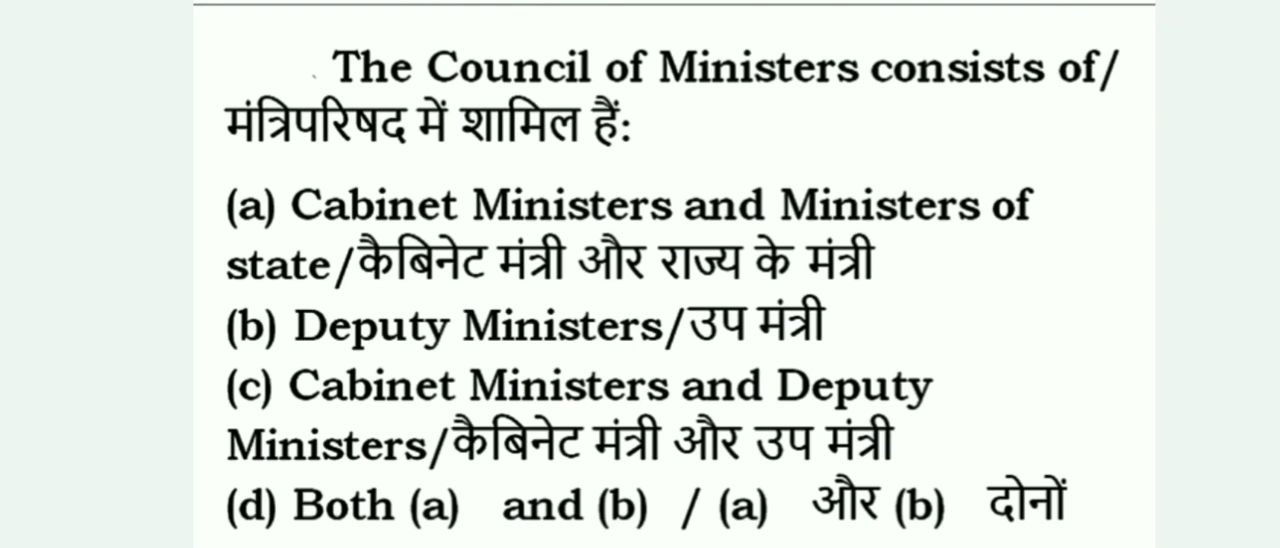 The Council of Ministers consists of/
मंत्रिपरिषद में शामिल हैं:
(a) Cabinet Ministers and Ministers of
state/कैबिनेट मंत्री और राज्य के मंत्री
(b) Deputy Ministers/उप मंत्री
(c) Cabinet Ministers and Deputy
Ministers/कैबिनेट मंत्री और उप मंत्री
(d) Both (a) and (b) / (a) और (b) दोनों